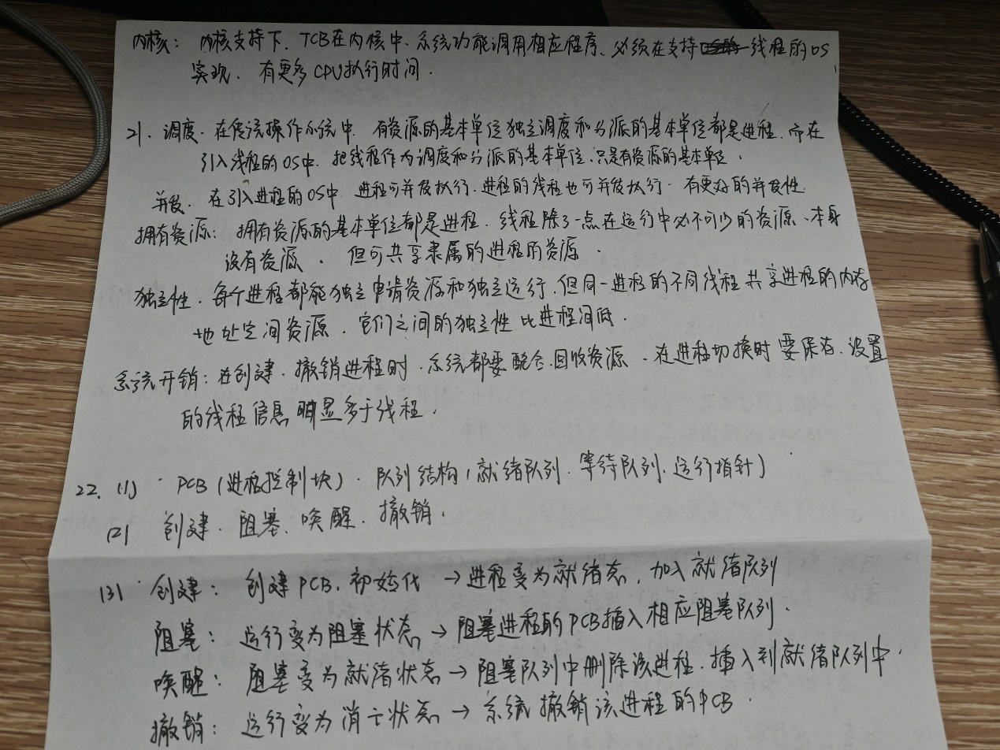 内核: 内核支持下. TCB在内核中、系统功能调用相应程序、必须在支持线程的OS
实现. 有更多CPU执行时间.
21. 调度. 在传统操作系统中. 有资源的基本单位独立调度和分派的基本单位都是进程. 而在
引入线程的OS中. 把线程作为调度和分派的基本单位. 只是有资源的基本单位.
并发. 在引入进程的OS中 进程可并发执行. 进程的线程也可并发执行. 有更好的并发性.
拥有资源: 拥有资源的基本单位都是进程. 线程除了一点在运行中必不可少的资源、本身
没有资源. 但可共享隶属的进程的资源.
独立性. 每个进程都能独立申请资源和独立运行. 但同一进程的不同线程共享进程的内存
地址空间资源. 它们之间的独立性比进程间低.
系统开销: 在创建. 撤销进程时. 系统都要配合. 回收资源. 在进程切换时要保存. 设置
的线程信息明显多于线程.
22. (1) PCB(进程控制块). 队列结构(就绪队列. 等待队列. 运行指针)
(2) 创建. 阻塞. 唤醒. 撤销.
(3) 创建: 创建PCB. 初始化 → 进程变为就绪态, 加入就绪队列
阻塞: 运行变为阻塞状态 → 阻塞进程的PCB插入相应阻塞队列.
唤醒: 阻塞变为就绪状态 → 阻塞队列中删除该进程. 插入到就绪队列中.
撤销: 运行变为消亡状态 → 系统撤销该进程的PCB.